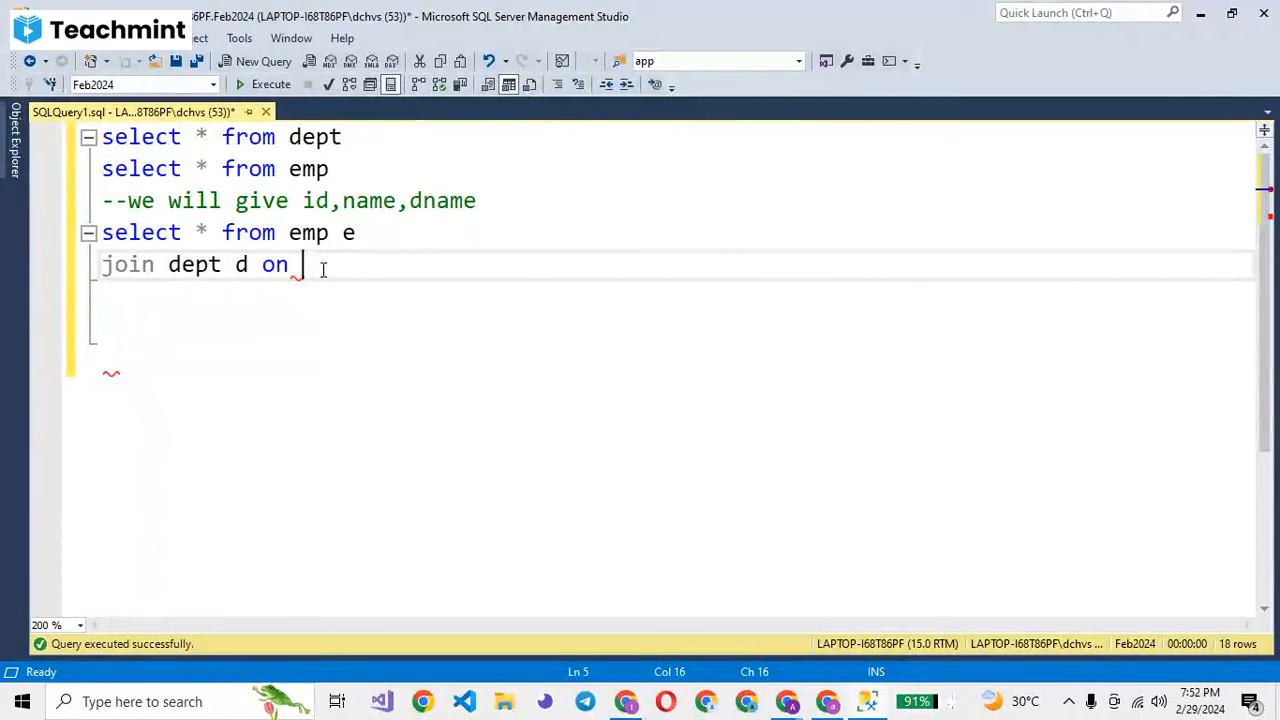 PF.Feb2024 (LAPTOP-I68T86PF\dchvs (53))* - Microsoft SQL Server Management Studio
Quick Launch (Ctrl+Q)
Teachmint
Tools Window Help
New Query
app
Feb2024
Execute
SQLQuery1.sql - LA...8T86PF\dchvs (53))*
Object Explorer
select * from dept
select * from emp
--we will give id,name,dname
select * from emp e
join dept d on
200 %
Query executed successfully.
LAPTOP-I68T86PF (15.0 RTM)
LAPTOP-I68T86PF\dchvs ...
Feb2024
00:00:00
18 rows
Ready
Ln 5
Col 16
Ch 16
INS
Type here to search
91%
30°C
7:52 PM
2/29/2024
4